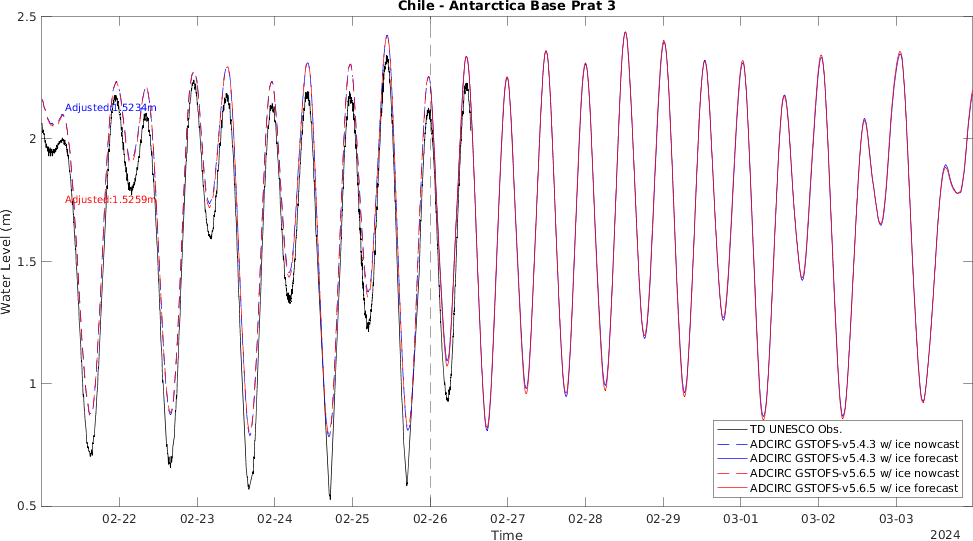 Chile - Antarctica Base Prat 3
2.5
2
1.5
1
0.5
Water Level (m)
Adjusted:1.5234m
Adjusted:1.5259m
TD UNESCO Obs.
ADCIRC GSTOFS-v5.4.3 w/ ice nowcast
ADCIRC GSTOFS-v5.4.3 w/ ice forecast
ADCIRC GSTOFS-v5.6.5 w/ ice nowcast
ADCIRC GSTOFS-v5.6.5 w/ ice forecast
02-22 02-23 02-24 02-25 02-26 02-27 02-28 02-29 03-01 03-02 03-03
Time
2024